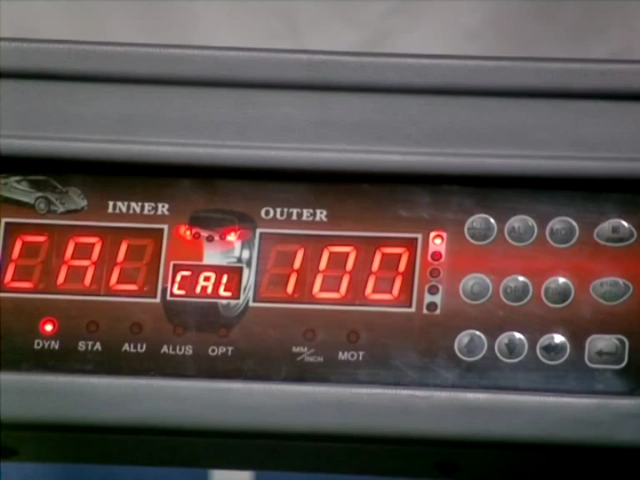 INNER OUTER
CAL CAL 100
DYN STA ALU ALUS OPT MM/INCH MOT